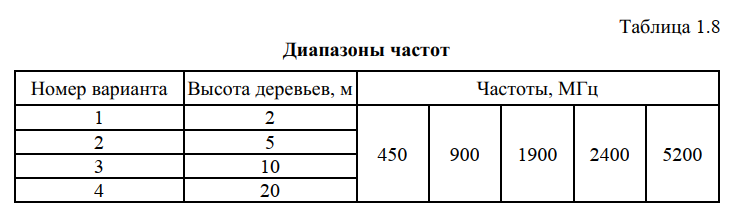 Таблица 1.8
Диапазоны частот
Номер варианта Высота деревьев, м Частоты, МГц
1 2
2 5
450 900 1900 2400 5200
3 10
4 20